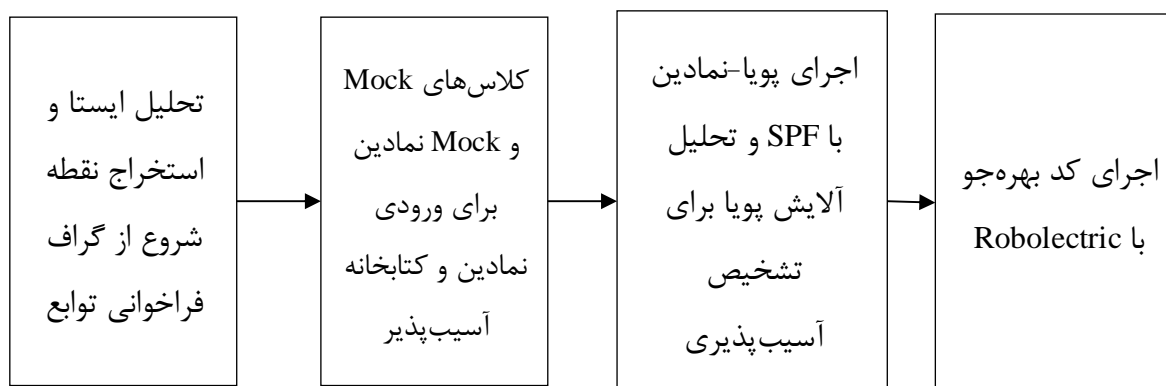 تحلیل ایستا و
استخراج نقطه
شروع از گراف
فراخوانی توابع
کلاس‌های Mock
و Mock نمادین
برای ورودی
نمادین و کتابخانه
آسیب‌پذیر
اجرای پویا-نمادین
با SPF و تحلیل
آلایش پویا برای
تشخیص
آسیب‌پذیری
اجرای کد بهره‌جو
با Robolectric